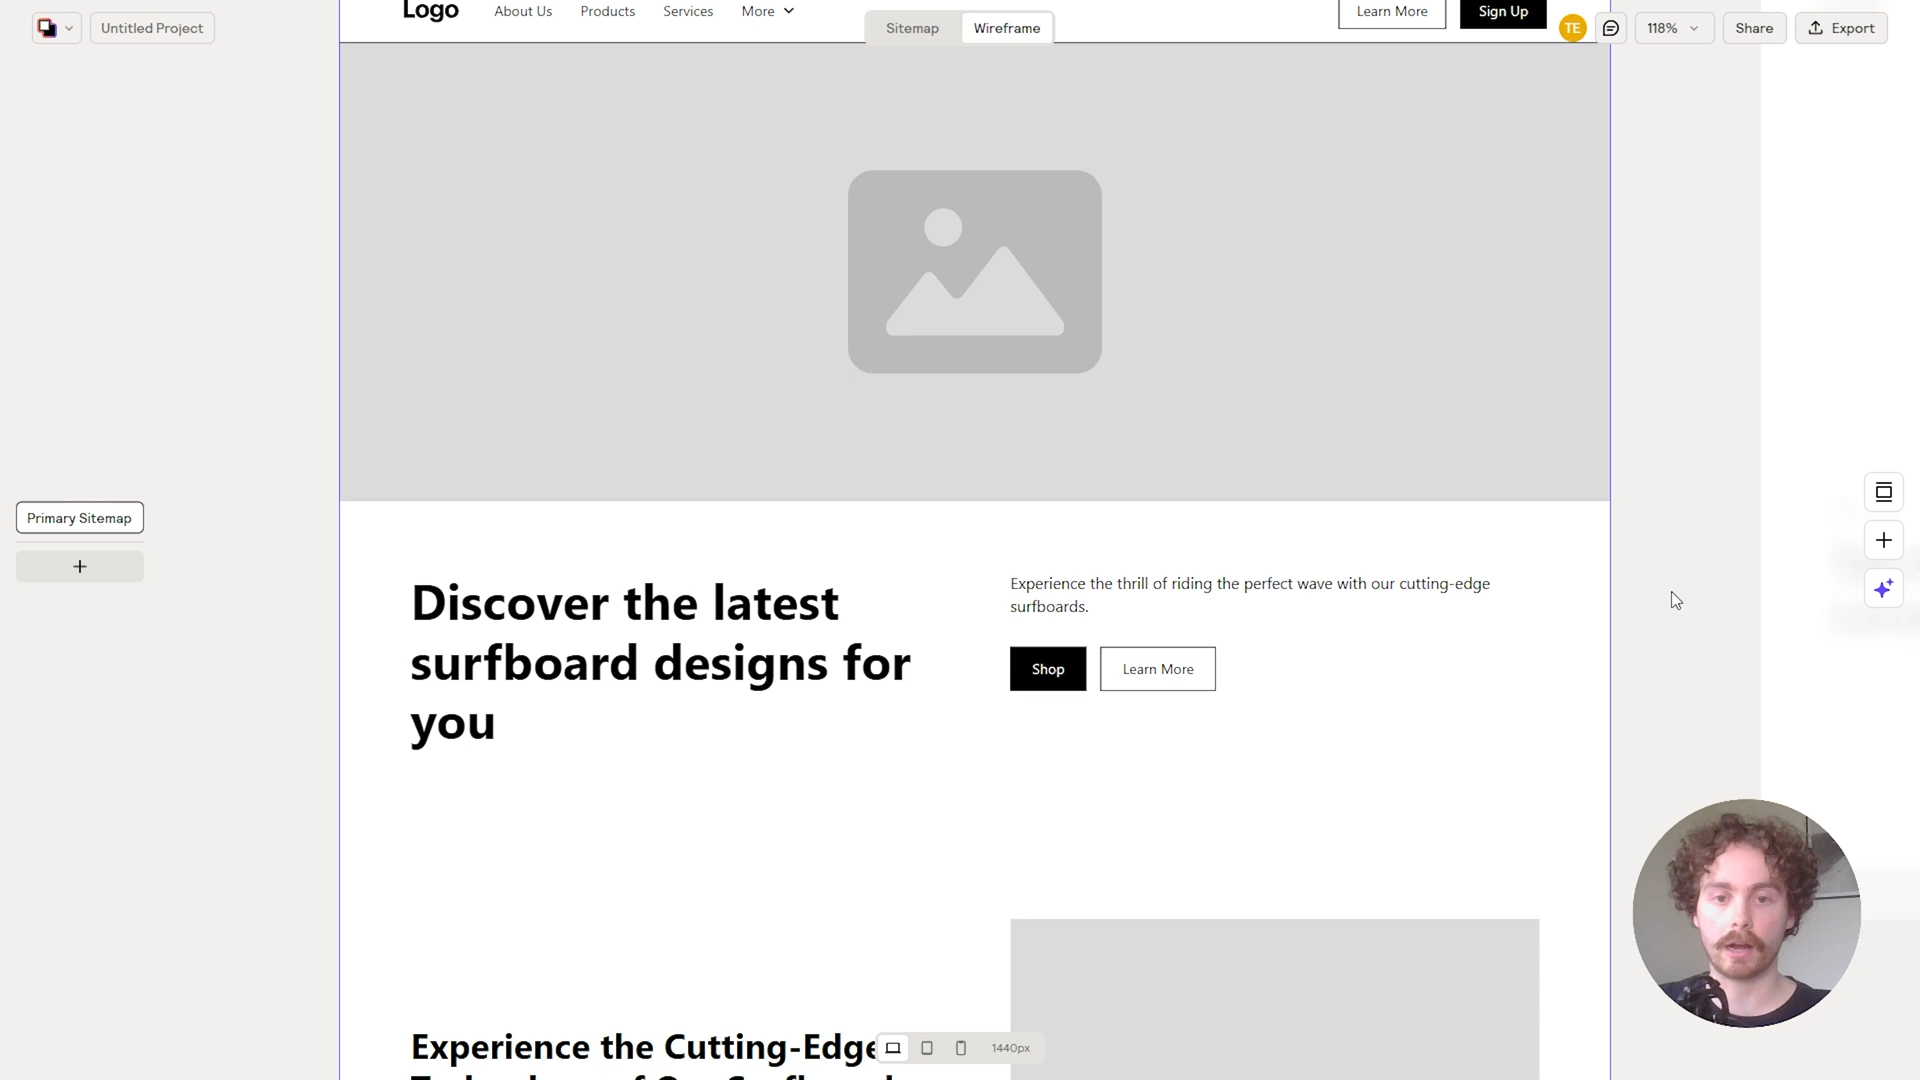 Untitled Project
Logo
About Us
Products
Services
More
Sitemap
Wireframe
Learn More
Sign Up
TE
118%
Share
Export
Primary Sitemap
Discover the latest
surfboard designs for
you
Experience the thrill of riding the perfect wave with our cutting-edge
surfboards.
Shop
Learn More
Experience the Cutting-Edge
1440px